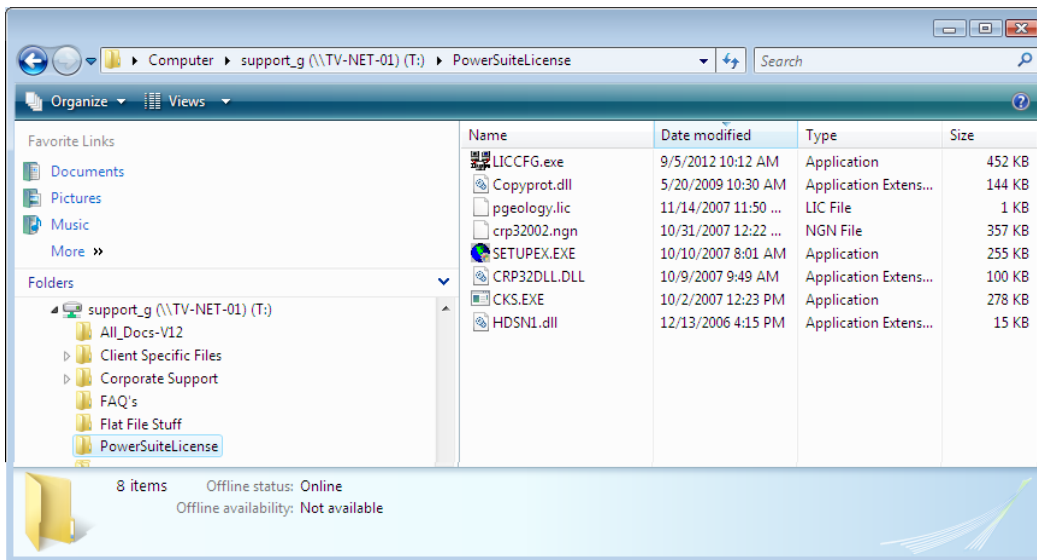 Computer ▸ support_g (\\TV-NET-01) (T:) ▸ PowerSuiteLicense
Search
Organize Views
Favorite Links
Documents
Pictures
Music
More »
Folders
support_g (\\TV-NET-01) (T:)
All_Docs-V12
Client Specific Files
Corporate Support
FAQ's
Flat File Stuff
PowerSuiteLicense
Name Date modified Type Size
LICCFG.exe 9/5/2012 10:12 AM Application 452 KB
Copyprot.dll 5/20/2009 10:30 AM Application Extens... 144 KB
pgeology.lic 11/14/2007 11:50 ... LIC File 1 KB
crp32002.ngn 10/31/2007 12:22 ... NGN File 357 KB
SETUPEX.EXE 10/10/2007 8:01 AM Application 255 KB
CRP32DLL.DLL 10/9/2007 9:49 AM Application Extens... 100 KB
CKS.EXE 10/2/2007 12:23 PM Application 278 KB
HDSN1.dll 12/13/2006 4:15 PM Application Extens... 15 KB
8 items Offline status: Online
Offline availability: Not available